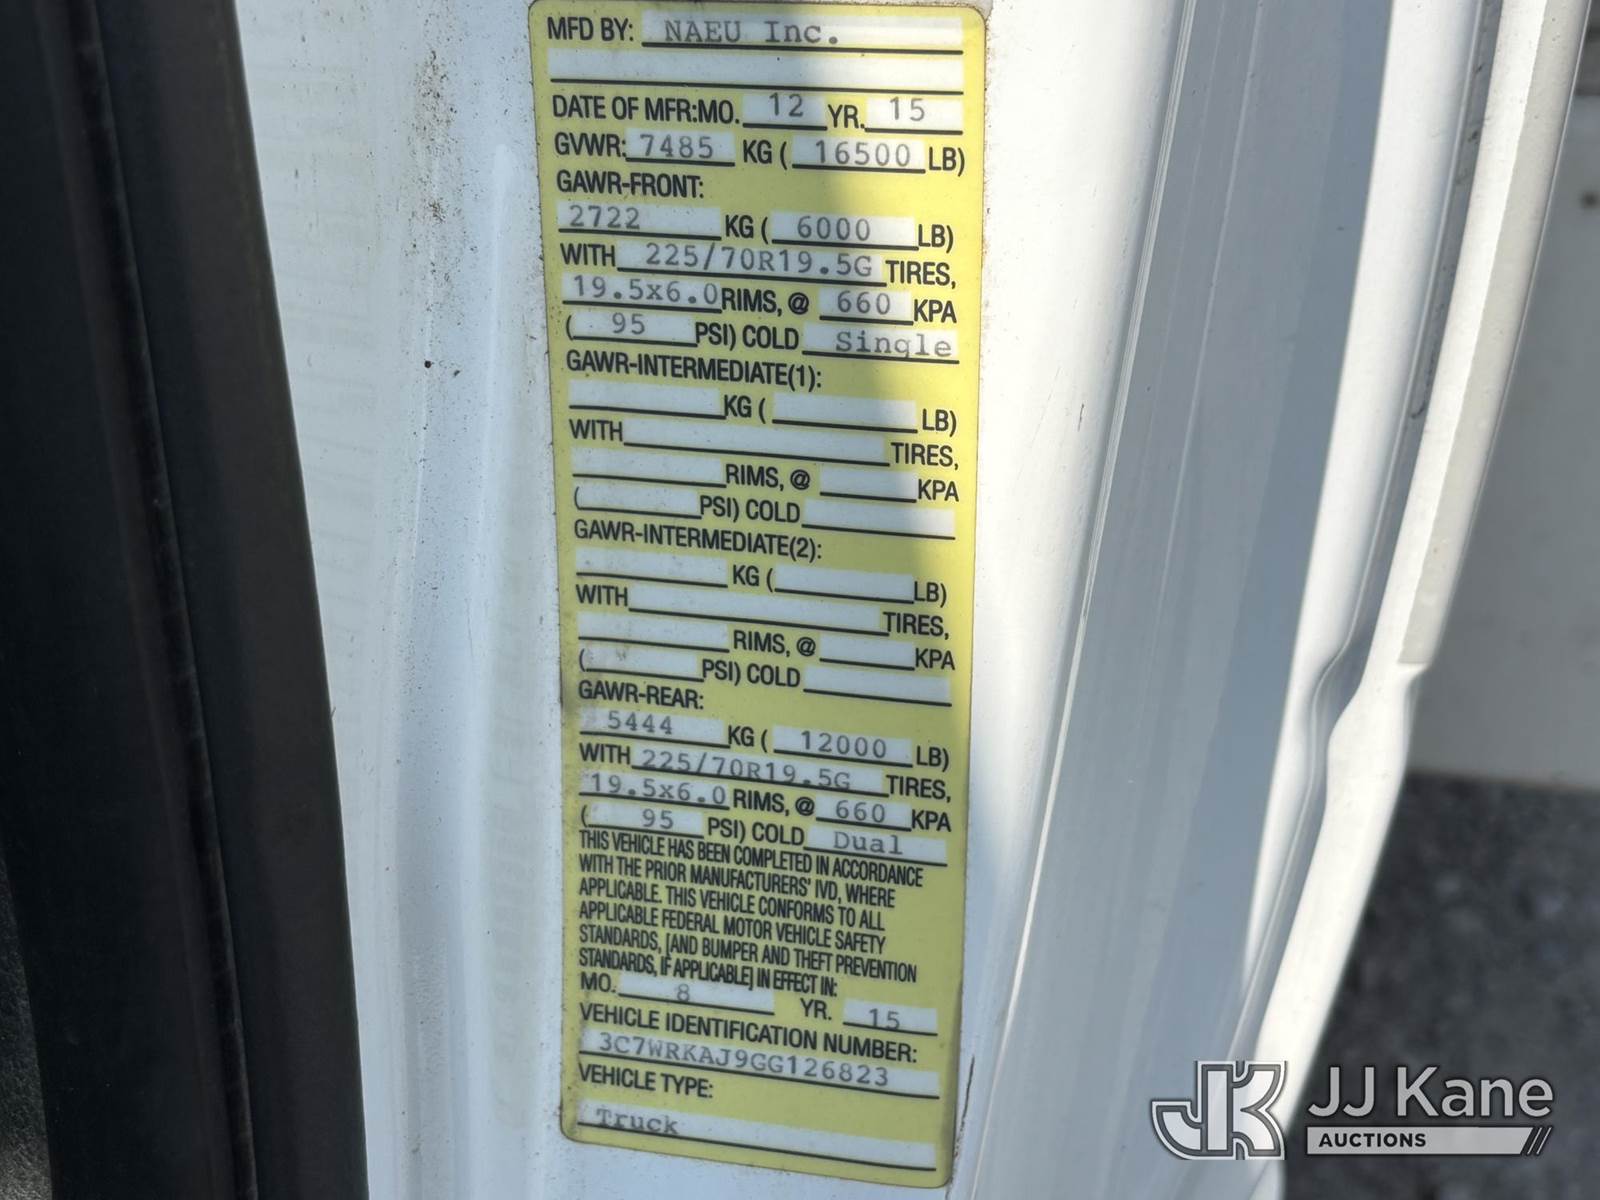 MFD BY: NAEU Inc.
DATE OF MFR:MO. 12 YR. 15
GVWR: 7485 KG ( 16500 LB)
GAWR-FRONT:
2722 KG ( 6000 LB)
WITH 225/70R19.5G TIRES,
19.5x6.0 RIMS, @ 660 KPA
( 95 PSI) COLD Single
GAWR-INTERMEDIATE(1):
KG ( LB)
WITH TIRES,
RIMS, @ KPA
( PSI) COLD
GAWR-INTERMEDIATE(2):
KG ( LB)
WITH TIRES,
RIMS, @ KPA
( PSI) COLD
GAWR-REAR:
5444 KG ( 12000 LB)
WITH 225/70R19.5G TIRES,
19.5x6.0 RIMS, @ 660 KPA
( 95 PSI) COLD Dual
THIS VEHICLE HAS BEEN COMPLETED IN ACCORDANCE
WITH THE PRIOR MANUFACTURERS' IVD, WHERE
APPLICABLE. THIS VEHICLE CONFORMS TO ALL
APPLICABLE FEDERAL MOTOR VEHICLE SAFETY
STANDARDS, [AND BUMPER AND THEFT PREVENTION
STANDARDS, IF APPLICABLE] IN EFFECT IN:
MO. 8 YR. 15
VEHICLE IDENTIFICATION NUMBER:
3C7WRKAJ9GG126823
VEHICLE TYPE:
Truck
JJ Kane
AUCTIONS